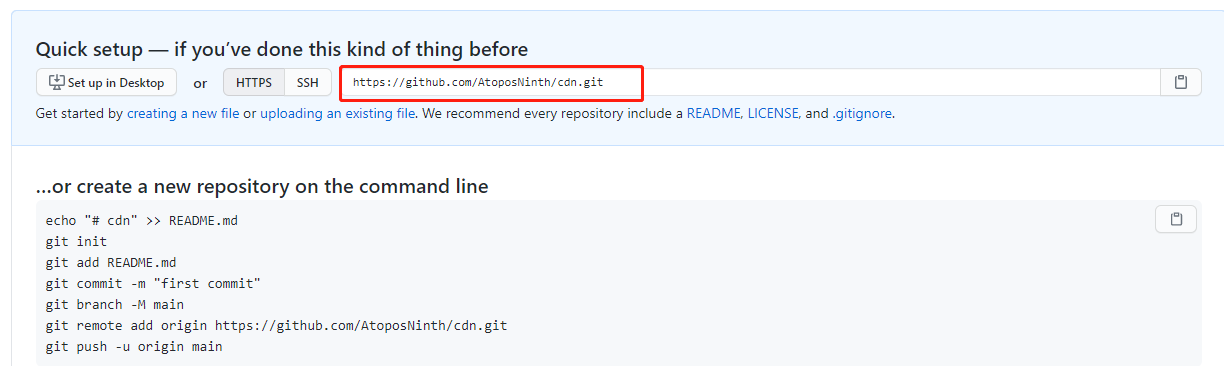 Quick setup — if you’ve done this kind of thing before
Set up in Desktop or HTTPS SSH https://github.com/AtoposNinth/cdn.git
Get started by creating a new file or uploading an existing file. We recommend every repository include a README, LICENSE, and .gitignore.
…or create a new repository on the command line
echo "# cdn" >> README.md
git init
git add README.md
git commit -m "first commit"
git branch -M main
git remote add origin https://github.com/AtoposNinth/cdn.git
git push -u origin main